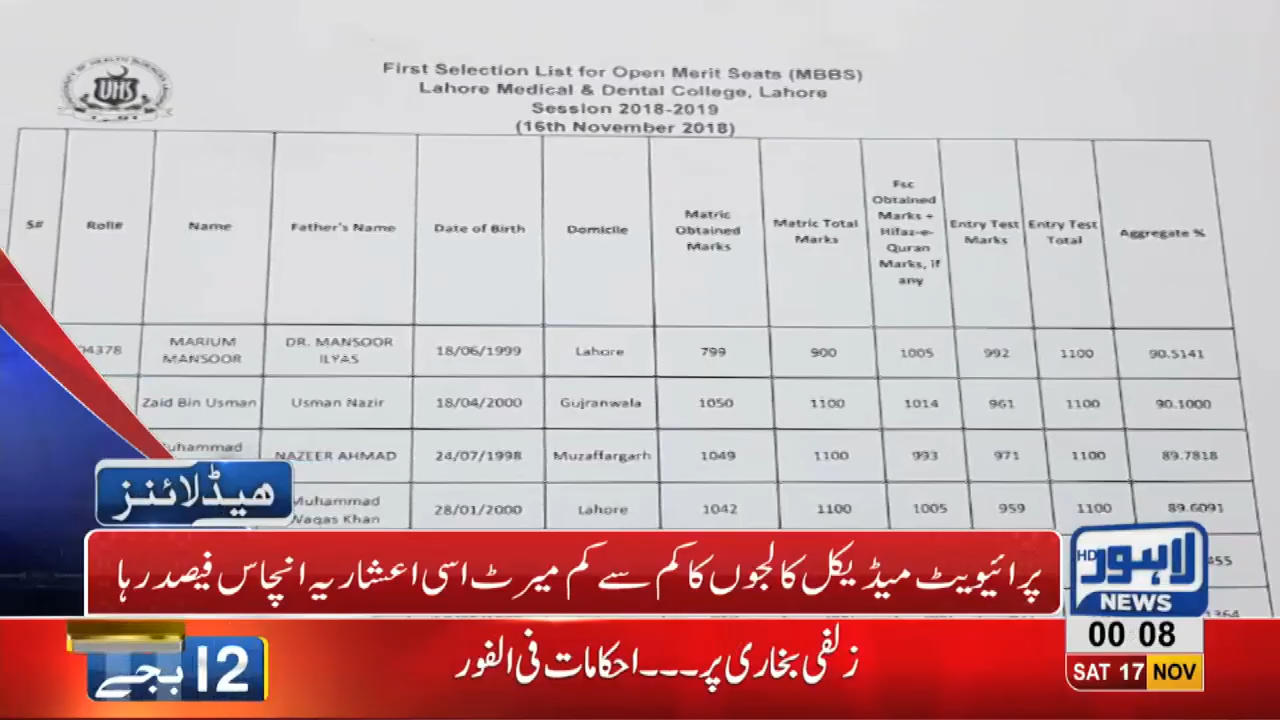 First Selection List for Open Merit Seats (MBBS)
Lahore Medical & Dental College, Lahore
Session 2018-2019
(16th November 2018)
UHS
S# Roll# Name Father's Name Date of Birth Domicile Matric Obtained Marks Matric Total Marks Fsc Obtained Marks + Hifaz-e-Quran Marks, if any Entry Test Marks Entry Test Total Aggregate %
04378 MARIUM MANSOOR DR. MANSOOR ILYAS 18/06/1999 Lahore 799 900 1005 992 1100 90.5141
Zaid Bin Usman Usman Nazir 18/04/2000 Gujranwala 1050 1100 1014 961 1100 90.1000
uhammad NAZEER AHMAD 24/07/1998 Muzaffargarh 1049 1100 993 971 1100 89.7818
Muhammad Waqas Khan 28/01/2000 Lahore 1042 1100 1005 959 1100 89.6091
455
1364
ھیڈلائنز
پرائیویٹ میڈیکل کالجوں کا کم سے کم میرٹ اسی اعشاریہ انچاس فیصد رہا
HD لاہور
NEWS
00 08
SAT 17 NOV
زلفی بخاری پر۔۔۔احکامات فی الفور
12 بجے